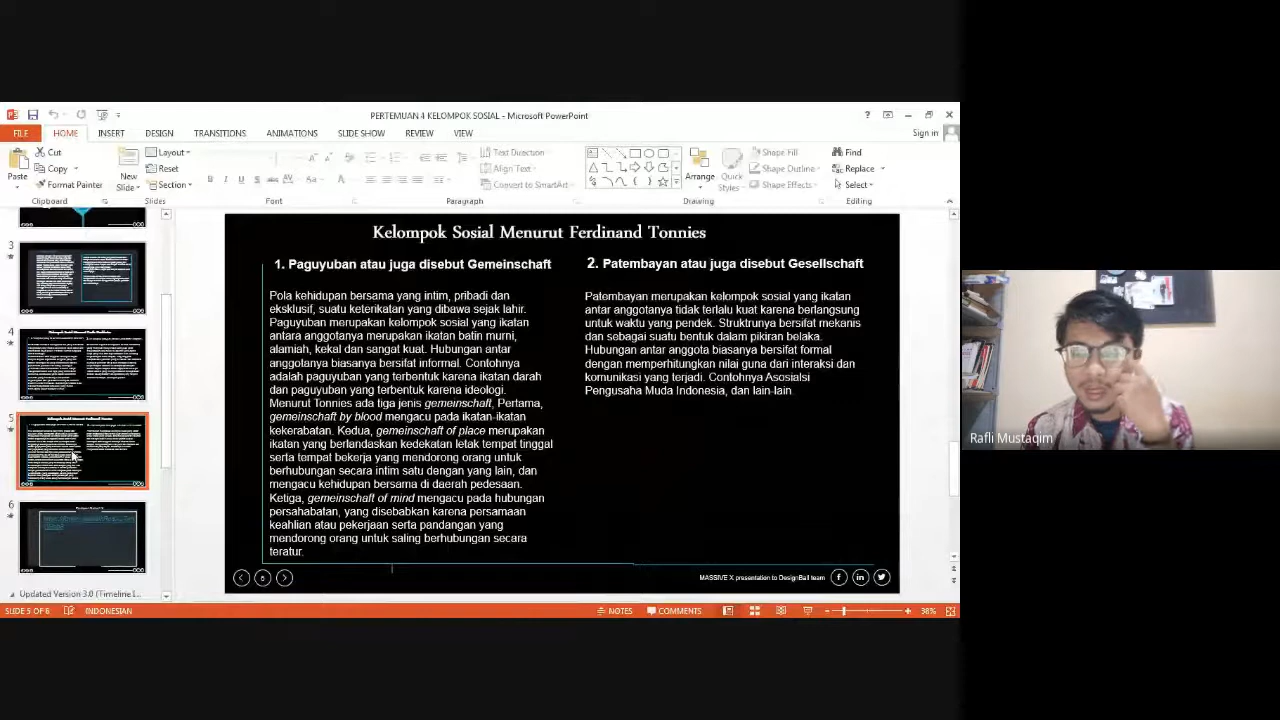 PERTEMUAN 4 KELOMPOK SOSIAL - Microsoft PowerPoint
Sign in
FILE HOME INSERT DESIGN TRANSITIONS ANIMATIONS SLIDE SHOW REVIEW VIEW
Paste
Cut
Copy
Format Painter
Clipboard
New
Slide
Layout
Reset
Section
Slides
Font
Text Direction
Align Text
Convert to SmartArt
Paragraph
Arrange
Quick
Styles
Shape Fill
Shape Outline
Shape Effects
Drawing
Find
Replace
Select
Editing
3
4
5
6
Updated Version 3.0 (Timeline 1...
Kelompok Sosial Menurut Ferdinand Tonnies
1. Paguyuban atau juga disebut Gemeinschaft
Pola kehidupan bersama yang intim, pribadi dan
eksklusif, suatu keterikatan yang dibawa sejak lahir.
Paguyuban merupakan kelompok sosial yang ikatan
antara anggotanya merupakan ikatan batin murni,
alamiah, kekal dan sangat kuat. Hubungan antar
anggotanya biasanya bersifat informal. Contohnya
adalah paguyuban yang terbentuk karena ikatan darah
dan paguyuban yang terbentuk karena ideologi.
Menurut Tonnies ada tiga jenis gemeinschaft, Pertama,
gemeinschaft by blood mengacu pada ikatan-ikatan
kekerabatan. Kedua, gemeinschaft of place merupakan
ikatan yang berlandaskan kedekatan letak tempat tinggal
serta tempat bekerja yang mendorong orang untuk
berhubungan secara intim satu dengan yang lain, dan
mengacu kehidupan bersama di daerah pedesaan.
Ketiga, gemeinschaft of mind mengacu pada hubungan
persahabatan, yang disebabkan karena persamaan
keahlian atau pekerjaan serta pandangan yang
mendorong orang untuk saling berhubungan secara
teratur.
2. Patembayan atau juga disebut Gesellschaft
Patembayan merupakan kelompok sosial yang ikatan
antar anggotanya tidak terlalu kuat karena berlangsung
untuk waktu yang pendek. Struktunya bersifat mekanis
dan sebagai suatu bentuk dalam pikiran belaka.
Hubungan antar anggota biasanya bersifat formal
dengan memperhitungkan nilai guna dari interaksi dan
komunikasi yang terjadi. Contohnya Asosialsi
Pengusaha Muda Indonesia, dan lain-lain.
MASSIVE X presentation to DesignBall team
SLIDE 5 OF 6 INDONESIAN NOTES COMMENTS 38%
Rafli Mustaqim